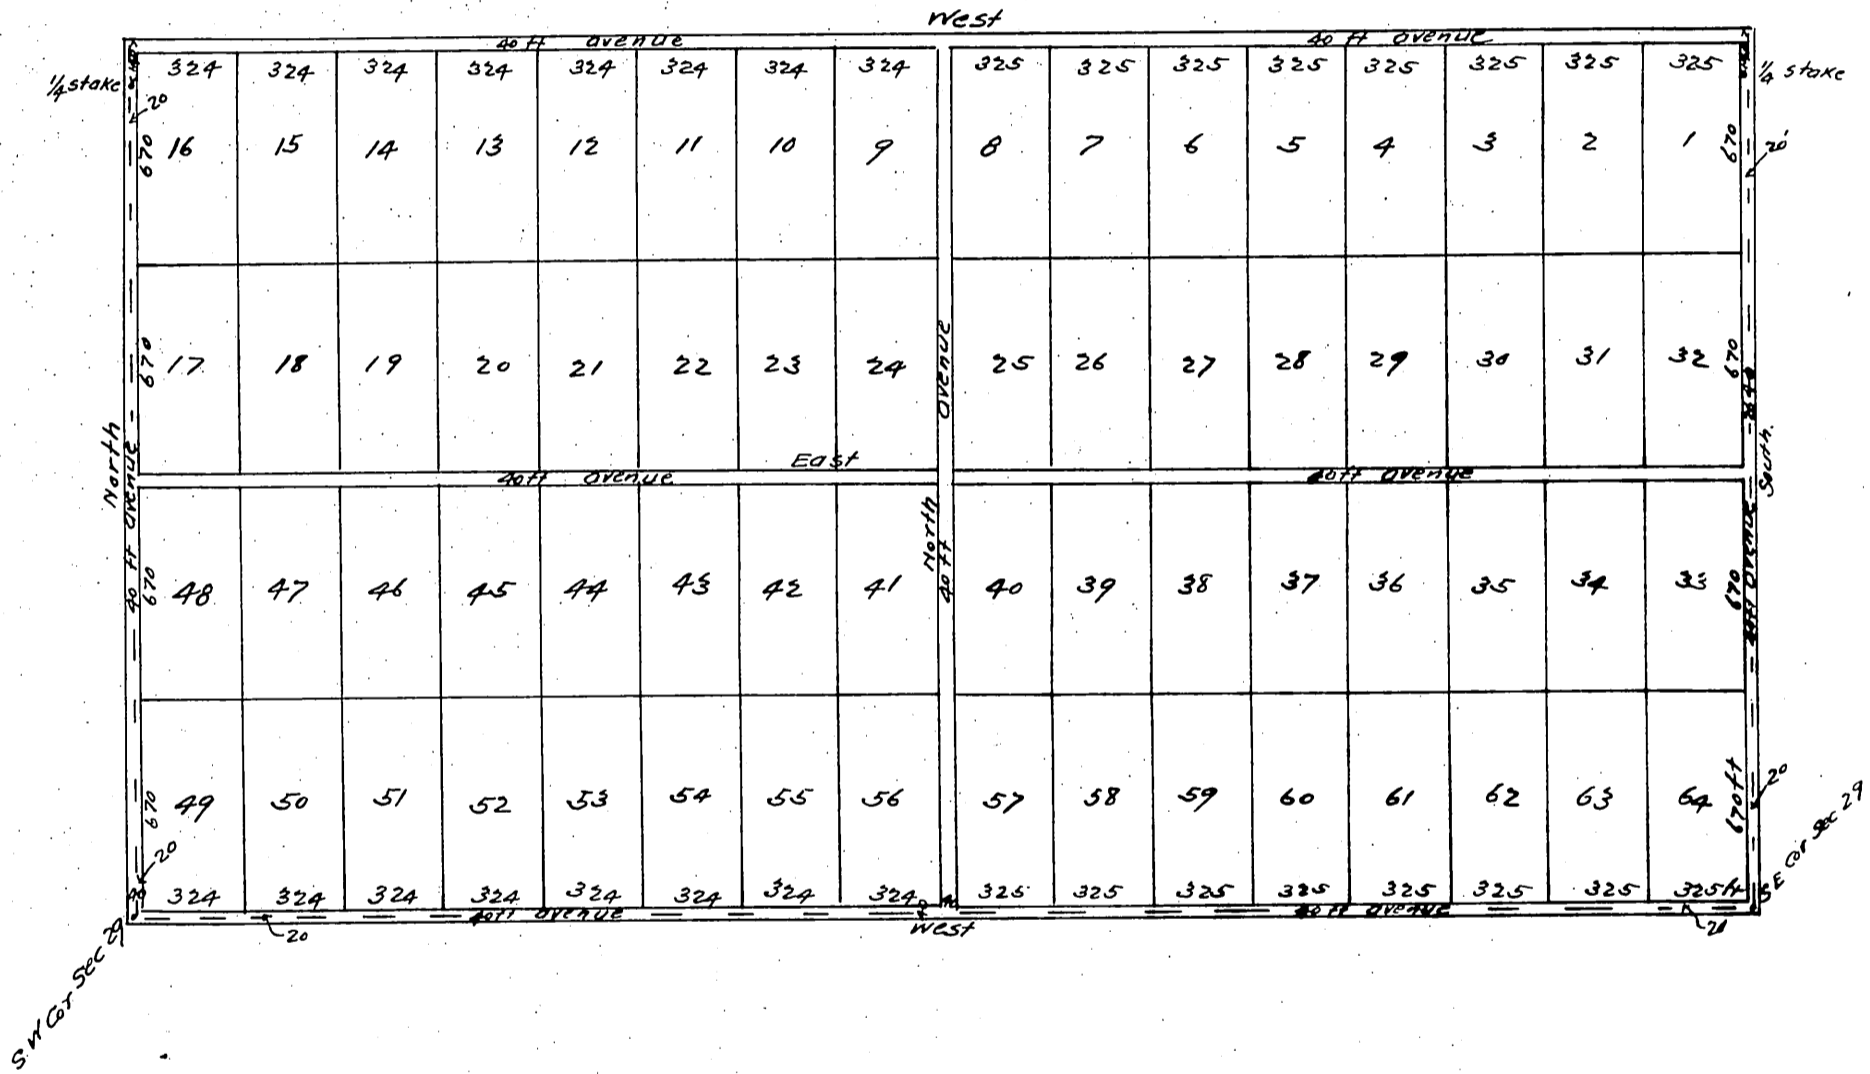 West
40 ft avenue 40 ft avenue
324 324 324 324 324 324 324 324 325 325 325 325 325 325 325 325
¼ stake ¼ stake
20 20'
670 16 15 14 13 12 11 10 9 8 7 6 5 4 3 2 1 670
670 17 18 19 20 21 22 23 24 25 26 27 28 29 30 31 32 670
North 40 ft avenue
North 40 ft avenue
2640 South.
East
40 ft avenue 40 ft avenue
40 ft avenue
670 48 47 46 45 44 43 42 41 40 39 38 37 36 35 34 33 670
670 49 50 51 52 53 54 55 56 57 58 59 60 61 62 63 64 670 ft
20 20
324 324 324 324 324 324 324 324 325 325 325 325 325 325 325 325 ft
40 ft avenue 40 ft avenue
20 West 20
S.W Cor Sec 29
S E Cor Sec 29